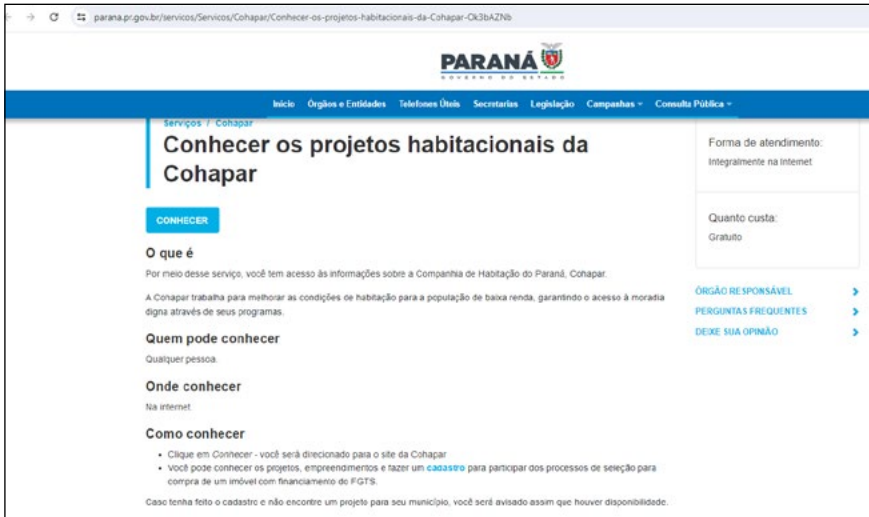 parana.pr.gov.br/servicos/Servicos/Cohapar/Conhecer-os-projetos-habitacionais-da-Cohapar-Ok3bAZNb
PARANÁ
GOVERNO DO ESTADO
Início Órgãos e Entidades Telefones Úteis Secretarias Legislação Campanhas Consulta Pública
Serviços / Cohapar
Conhecer os projetos habitacionais da
Cohapar
CONHECER
O que é
Por meio desse serviço, você tem acesso às informações sobre a Companhia de Habitação do Paraná, Cohapar.
A Cohapar trabalha para melhorar as condições de habitação para a população de baixa renda, garantindo o acesso à moradia
digna através de seus programas.
Quem pode conhecer
Qualquer pessoa.
Onde conhecer
Na internet
Como conhecer
• Clique em Conhecer - você será direcionado para o site da Cohapar
• Você pode conhecer os projetos, empreendimentos e fazer um cadastro para participar dos processos de seleção para
compra de um imóvel com financiamento do FGTS.
Caso tenha feito o cadastro e não encontre um projeto para seu município, você será avisado assim que houver disponibilidade.
Forma de atendimento:
Integralmente na Internet
Quanto custa:
Gratuito
ÓRGÃO RESPONSÁVEL
PERGUNTAS FREQUENTES
DEIXE SUA OPINIÃO